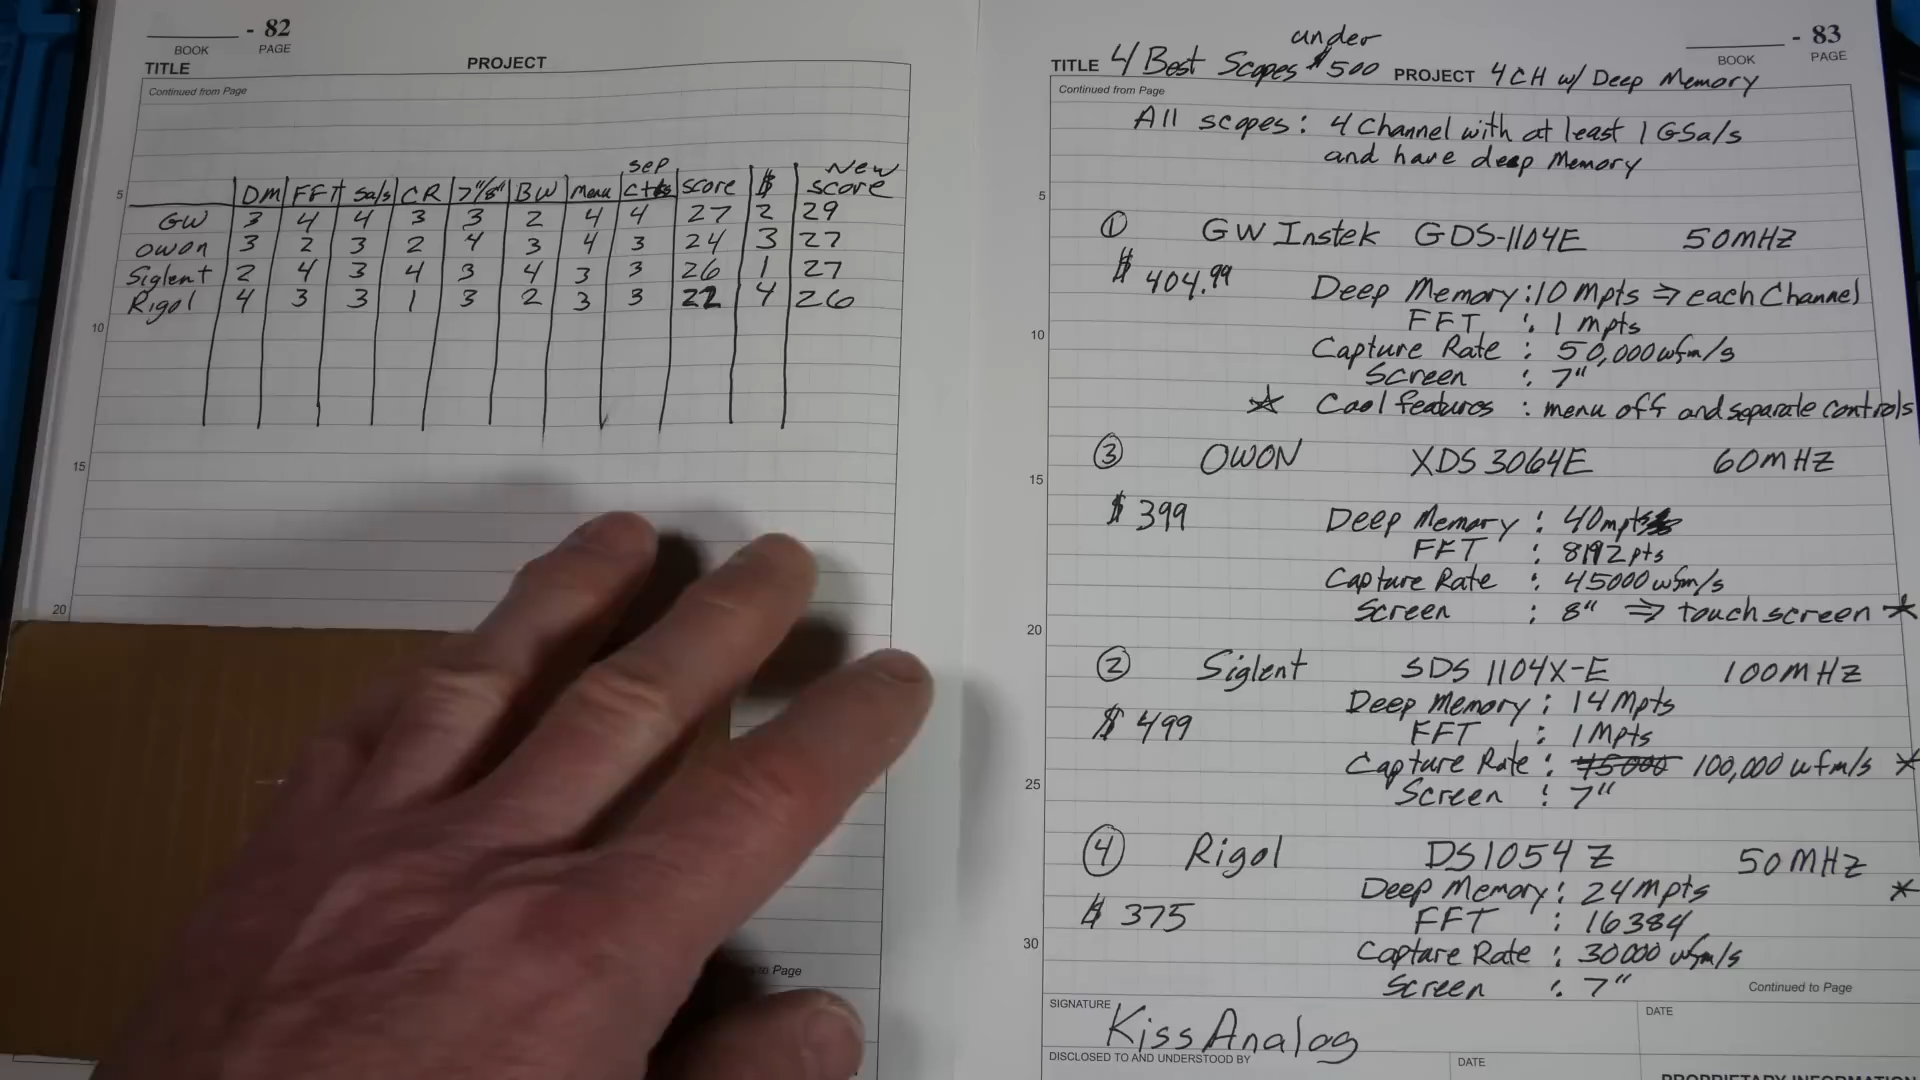 - 82
BOOK PAGE
TITLE PROJECT
Continued from Page
DM FFT Sa/s CR 7"/8" BW Menu sep score $ New score
GW 3 4 4 3 3 2 4 4 27 2 29
OWON 3 2 3 2 4 3 4 3 24 3 27
Siglent 2 4 3 4 3 4 3 3 26 1 27
Rigol 4 3 3 1 3 2 3 3 22 4 26
5
10
15
20
to Page
- 83
BOOK PAGE
TITLE 4 Best Scopes under $500 PROJECT 4CH w/ Deep Memory
Continued from Page
All scopes: 4 Channel with at least 1 GSa/s
and have deep Memory
5
① GW Instek GDS-1104E 50MHZ
$ 404.99 Deep Memory: 10 Mpts ⇒ each Channel
FFT : 1 mpts
10
Capture Rate : 50,000 wfm/s
Screen : 7"
☆ Cool features : menu off and separate controls
③ OWON XDS 3064E 60MHZ
15
$ 399 Deep Memory : 40mpts
FFT : 8192 pts
Capture Rate : 45000 wfm/s
Screen : 8" ⇒ touch screen ☆
20
② Siglent SDS 1104X-E 100MHZ
Deep Memory: 14 Mpts
$ 499 FFT : 1 Mpts
Capture Rate : 45000 100,000 wfm/s ☆
25
Screen : 7"
④ Rigol DS1054Z 50MHZ
Deep Memory: 24 mpts ☆
$ 375 FFT : 16384
30
Capture Rate : 30000 wfm/s
Screen : 7"
Continued to Page
SIGNATURE KissAnalog DATE
DISCLOSED TO AND UNDERSTOOD BY DATE
PROPRIETARY INFORMATION